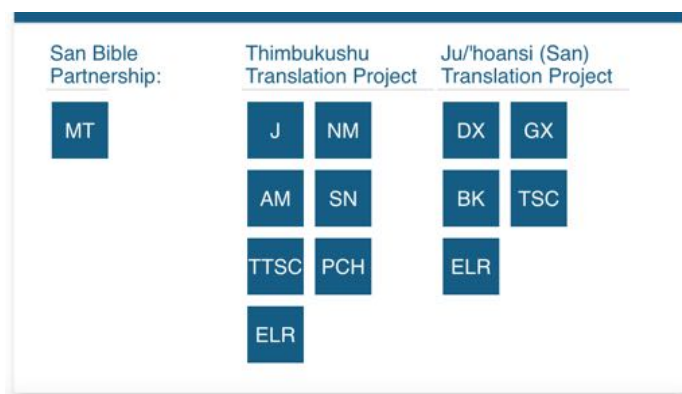 San Bible
Partnership:
MT
Thimbukushu
Translation Project
J NM
AM SN
TTSC PCH
ELR
Ju/'hoansi (San)
Translation Project
DX GX
BK TSC
ELR